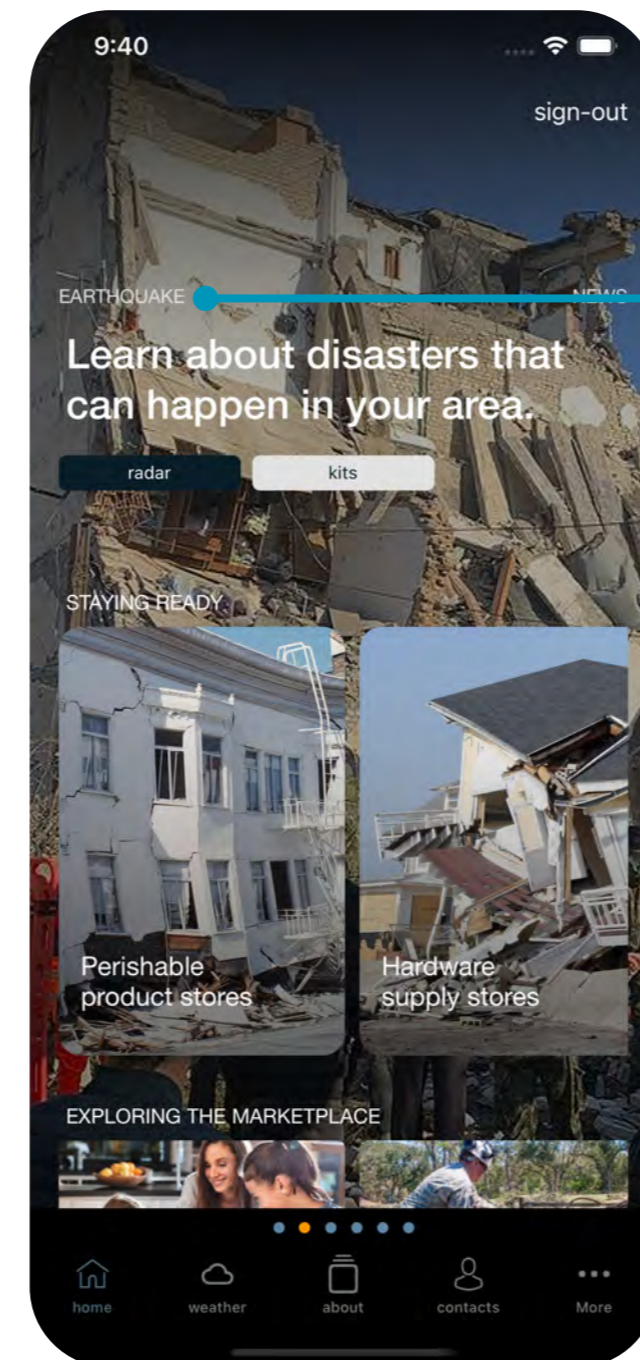 9:40
sign-out
EARTHQUAKE NEWS
Learn about disasters that
can happen in your area.
radar kits
STAYING READY
Perishable Hardware
product stores supply stores
EXPLORING THE MARKETPLACE
home weather about contacts More